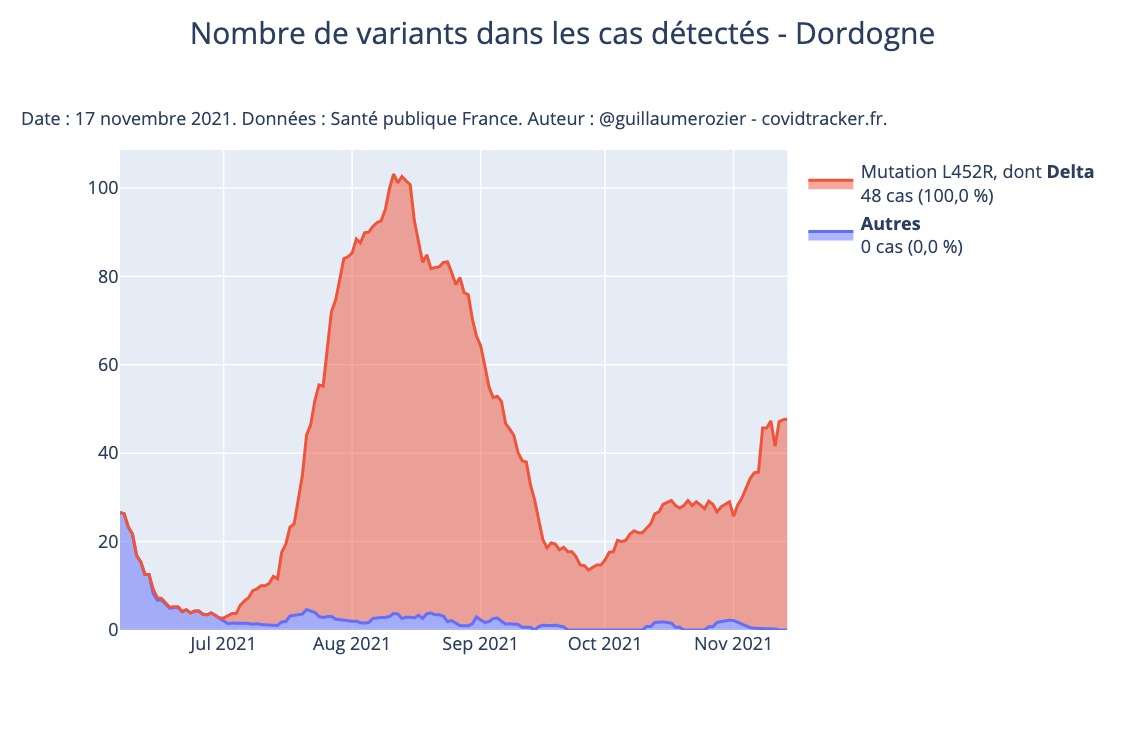 Nombre de variants dans les cas détectés - Dordogne
Date : 17 novembre 2021. Données : Santé publique France. Auteur : @guillaumerozier - covidtracker.fr.
Mutation L452R, dont Delta
48 cas (100,0 %)
Autres
0 cas (0,0 %)
100
80
60
40
20
0
Jul 2021
Aug 2021
Sep 2021
Oct 2021
Nov 2021